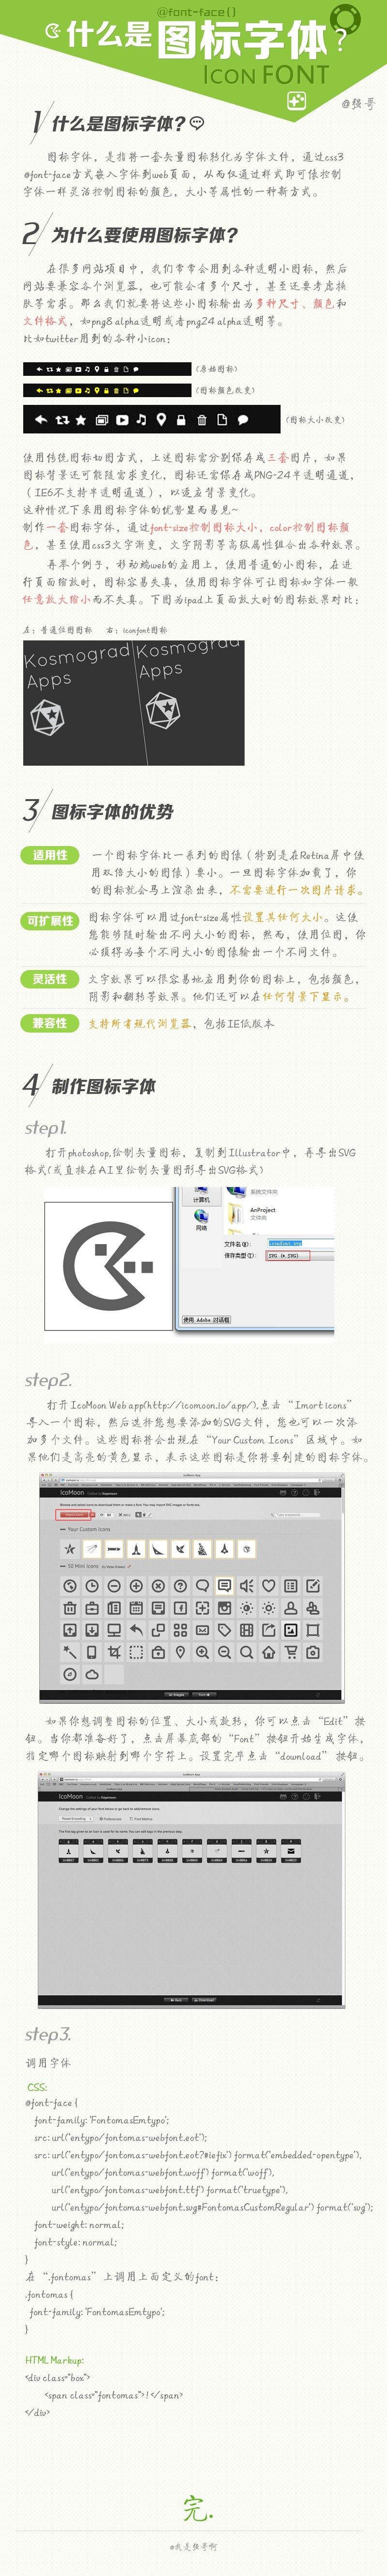 @font-face()
什么是图标字体?
ICON FONT
@强哥
1 什么是图标字体?
图标字体，是指将一套矢量图标转化为字体文件，通过css3
@font-face方式嵌入字体到web页面，从而仅通过样式即可像控制
字体一样灵活控制图标的颜色，大小等属性的一种新方式。
2 为什么要使用图标字体?
在很多网站项目中，我们常常会用到各种透明小图标，然后
网站要兼容各个浏览器，也可能会有多个尺寸，甚至还要考虑换
肤等需求。那么我们就要将这些小图标输出为多种尺寸、颜色和
文件格式，如png8 alpha透明或者png24 alpha透明等。
比如twitter用到的各种小icon：
(原始图标)
(图标颜色改变)
(图标大小改变)
使用传统图标切图方式，上述图标需分别保存成三套图片，如果
图标背景还可能随需求变化，图标还需保存成PNG-24半透明通道，
（IE6不支持半透明通道），以适应背景变化。
这种情况下采用图标字体的优势显而易见~
制作一套图标字体，通过font-size控制图标大小，color控制图标颜
色，甚至使用css3文字渐变，文字阴影等高级属性组合出各种效果。
再举个例子，移动端web的应用上，使用普通的小图标，在进
行页面缩放时，图标容易失真，使用图标字体可让图标如字体一般
任意放大缩小而不失真。下图为ipad上页面放大时的图标效果对比：
左：普通位图图标 右：iconfont图标
Kosmograd
Apps
Kosmograd
Apps
3 图标字体的优势
适用性
一个图标字体比一系列的图像（特别是在Retina屏中使
用双倍大小的图像）要小。一旦图标字体加载了，你
的图标就会马上渲染出来，不需要进行一次图片请求。
可扩展性
图标字体可以用过font-size属性设置其任何大小。这使
您能够随时输出不同大小的图标，然而，使用位图，你
必须得为每个不同大小的图像输出一个不同文件。
灵活性
文字效果可以很容易地应用到你的图标上，包括颜色，
阴影和翻转等效果。他们还可以在任何背景下显示。
兼容性
支持所有现代浏览器，包括IE低版本
4 制作图标字体
step1.
打开photoshop,绘制矢量图标，复制到Illustrator中，再导出SVG
格式(或直接在AI里绘制矢量图形导出SVG格式)
计算机
系统文件夹
AnProject
文件夹
网络
文件名(N):
保存类型(T):
SVG (*.SVG)
使用 Adobe 对话框
step2.
打开IcoMoon Web app(http://icomoon.io/app/),点击“Imort icons”
导入一个图标，然后选择您想要添加的SVG文件，您也可以一次添
加多个文件。这些图标将会出现在“Your Custom Icons”区域中。如
果他们是高亮的黄色显示，表示这些图标是你将要创建的图标字体。
IcoMoon App
IcoMoon
Your Custom Icons
如果你想调整图标的位置、大小或旋转，你可以点击“Edit”按
钮。当你都准备好了，点击屏幕底部的“Font”按钮开始生成字体，
指定哪个图标映射到哪个字符上。设置完毕点击“download”按钮。
IcoMoon App
IcoMoon
step3.
调用字体
CSS:
@font-face {
font-family: 'FontomasEmtypo';
src: url('entypo/fontomas-webfont.eot');
src: url('entypo/fontomas-webfont.eot?#iefix') format('embedded-opentype'),
url('entypo/fontomas-webfont.woff') format('woff'),
url('entypo/fontomas-webfont.ttf') format('truetype'),
url('entypo/fontomas-webfont.svg#FontomasCustomRegular') format('svg');
font-weight: normal;
font-style: normal;
}
在“.fontomas”上调用上面定义的font：
.fontomas {
font-family: 'FontomasEmtypo';
}
HTML Markup:
<div class="box">
<span class="fontomas">!</span>
</div>
完.
@我是强哥啊